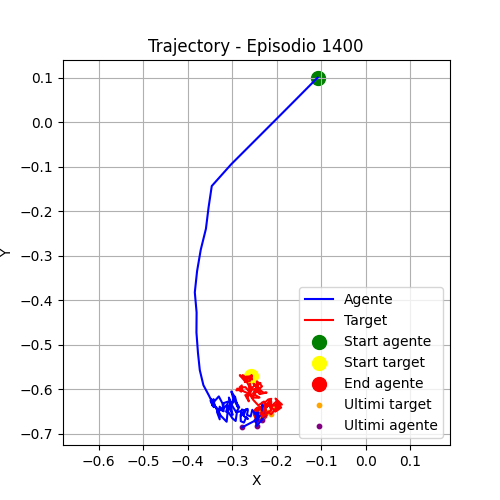 Trajectory - Episodio 1400
0.1
0.0
−0.1
−0.2
−0.3
−0.4
−0.5
−0.6
−0.7
Y
Agente
Target
Start agente
Start target
End agente
Ultimi target
Ultimi agente
−0.6 −0.5 −0.4 −0.3 −0.2 −0.1 0.0 0.1
X